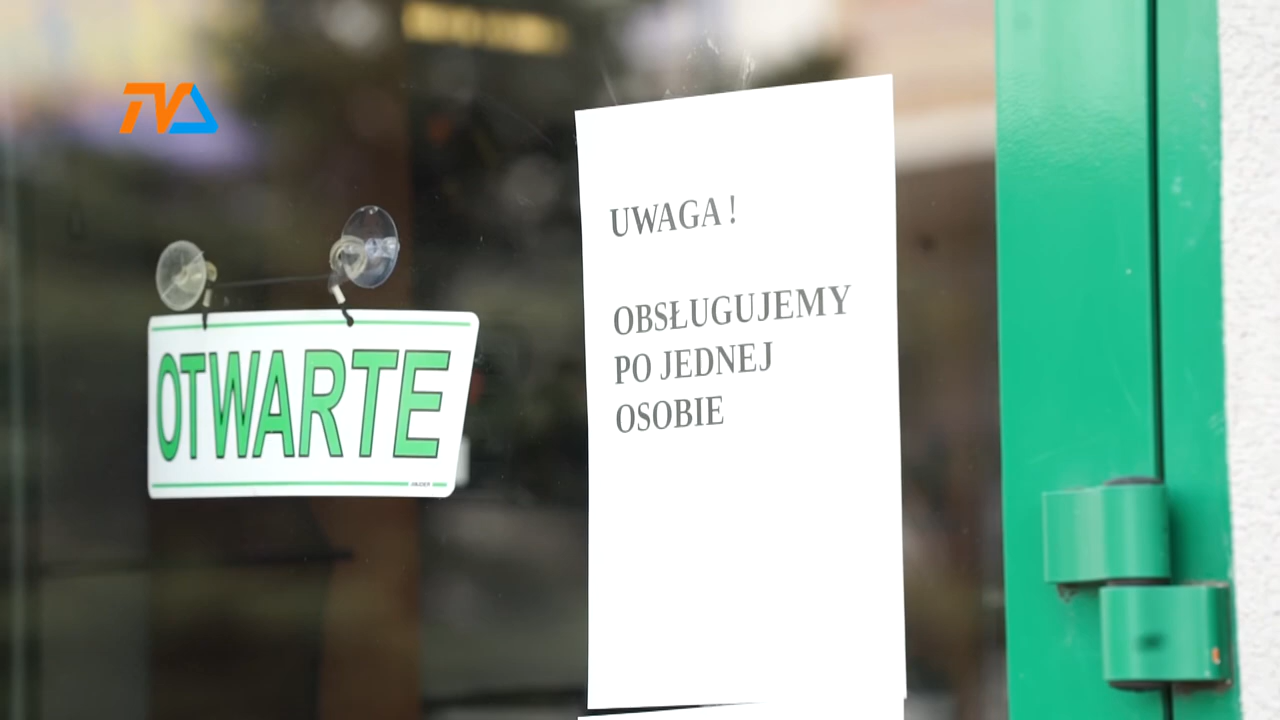 TVA
OTWARTE
UWAGA !
OBSŁUGUJEMY
PO JEDNEJ
OSOBIE